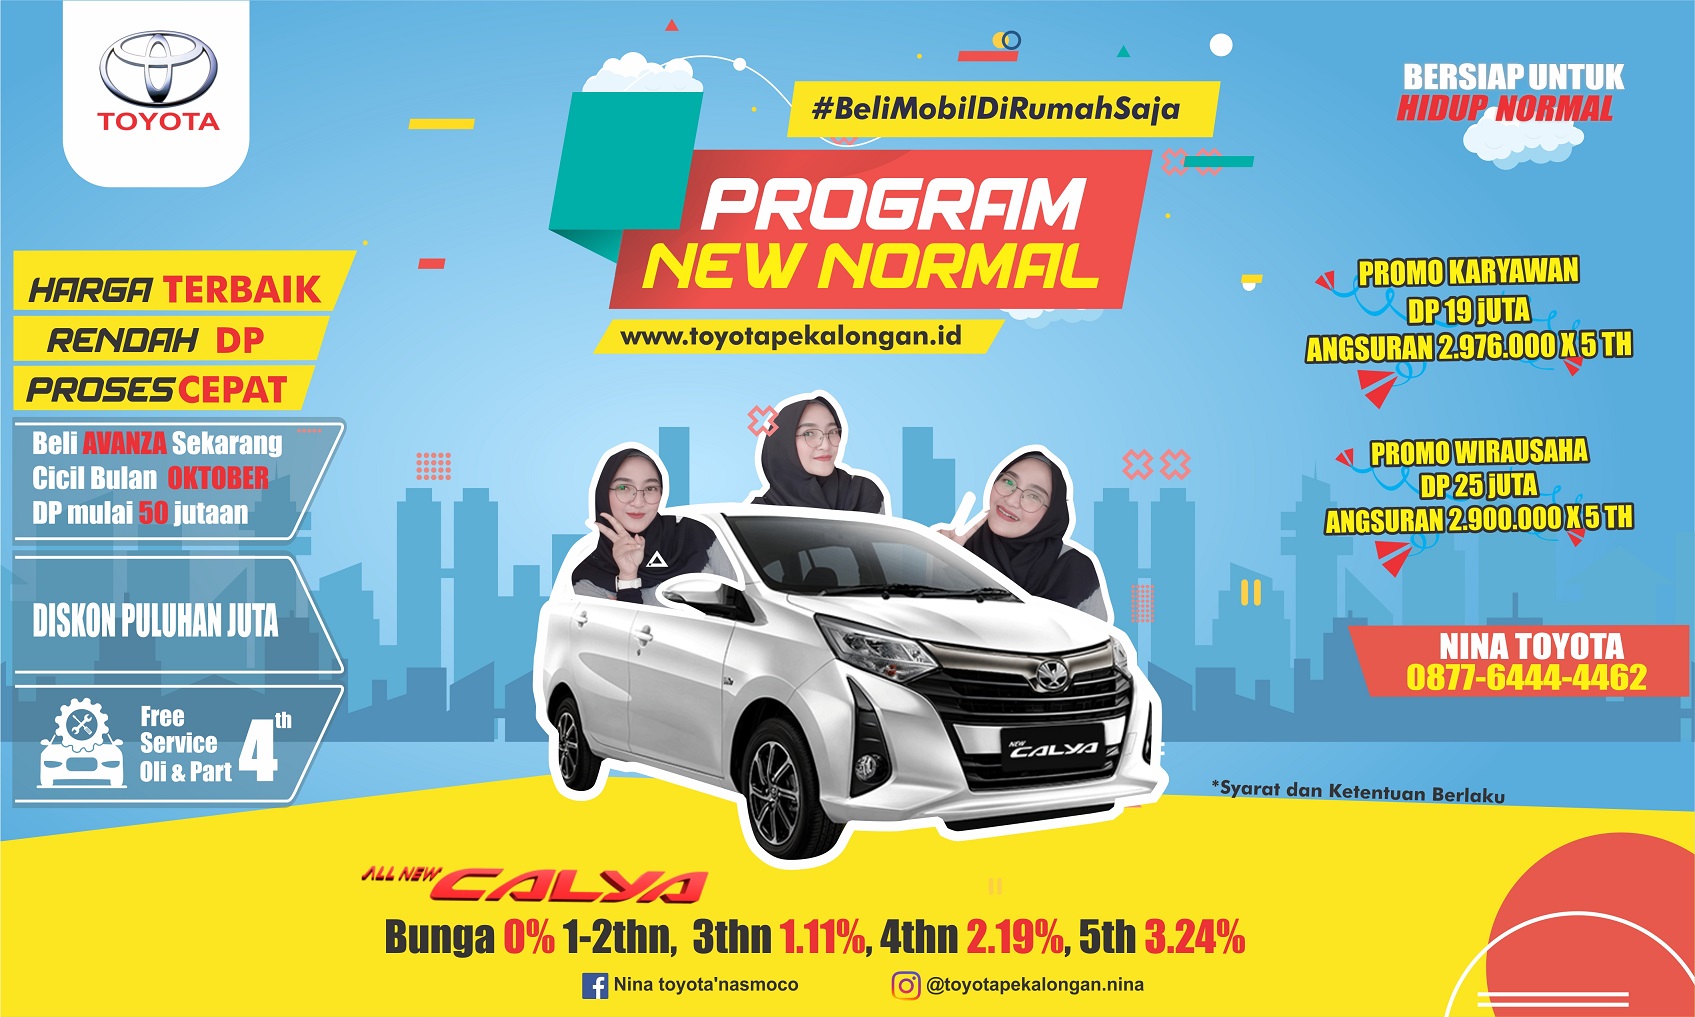 TOYOTA
#BeliMobilDiRumahSaja
BERSIAP UNTUK
HIDUP NORMAL
PROGRAM
NEW NORMAL
www.toyotapekalongan.id
HARGA TERBAIK
RENDAH DP
PROSES CEPAT
Beli AVANZA Sekarang
Cicil Bulan OKTOBER
DP mulai 50 jutaan
DISKON PULUHAN JUTA
Free
Service
Oli & Part
4th
PROMO KARYAWAN
DP 19 jUTA
ANGSURAN 2.976.000 X 5 TH
PROMO WIRAUSAHA
DP 25 jUTA
ANGSURAN 2.900.000 X 5 TH
NINA TOYOTA
0877-6444-4462
NEW CALYA
*Syarat dan Ketentuan Berlaku
ALL NEW CALYA
Bunga 0% 1-2thn, 3thn 1.11%, 4thn 2.19%, 5th 3.24%
Nina toyota'nasmoco
@toyotapekalongan.nina